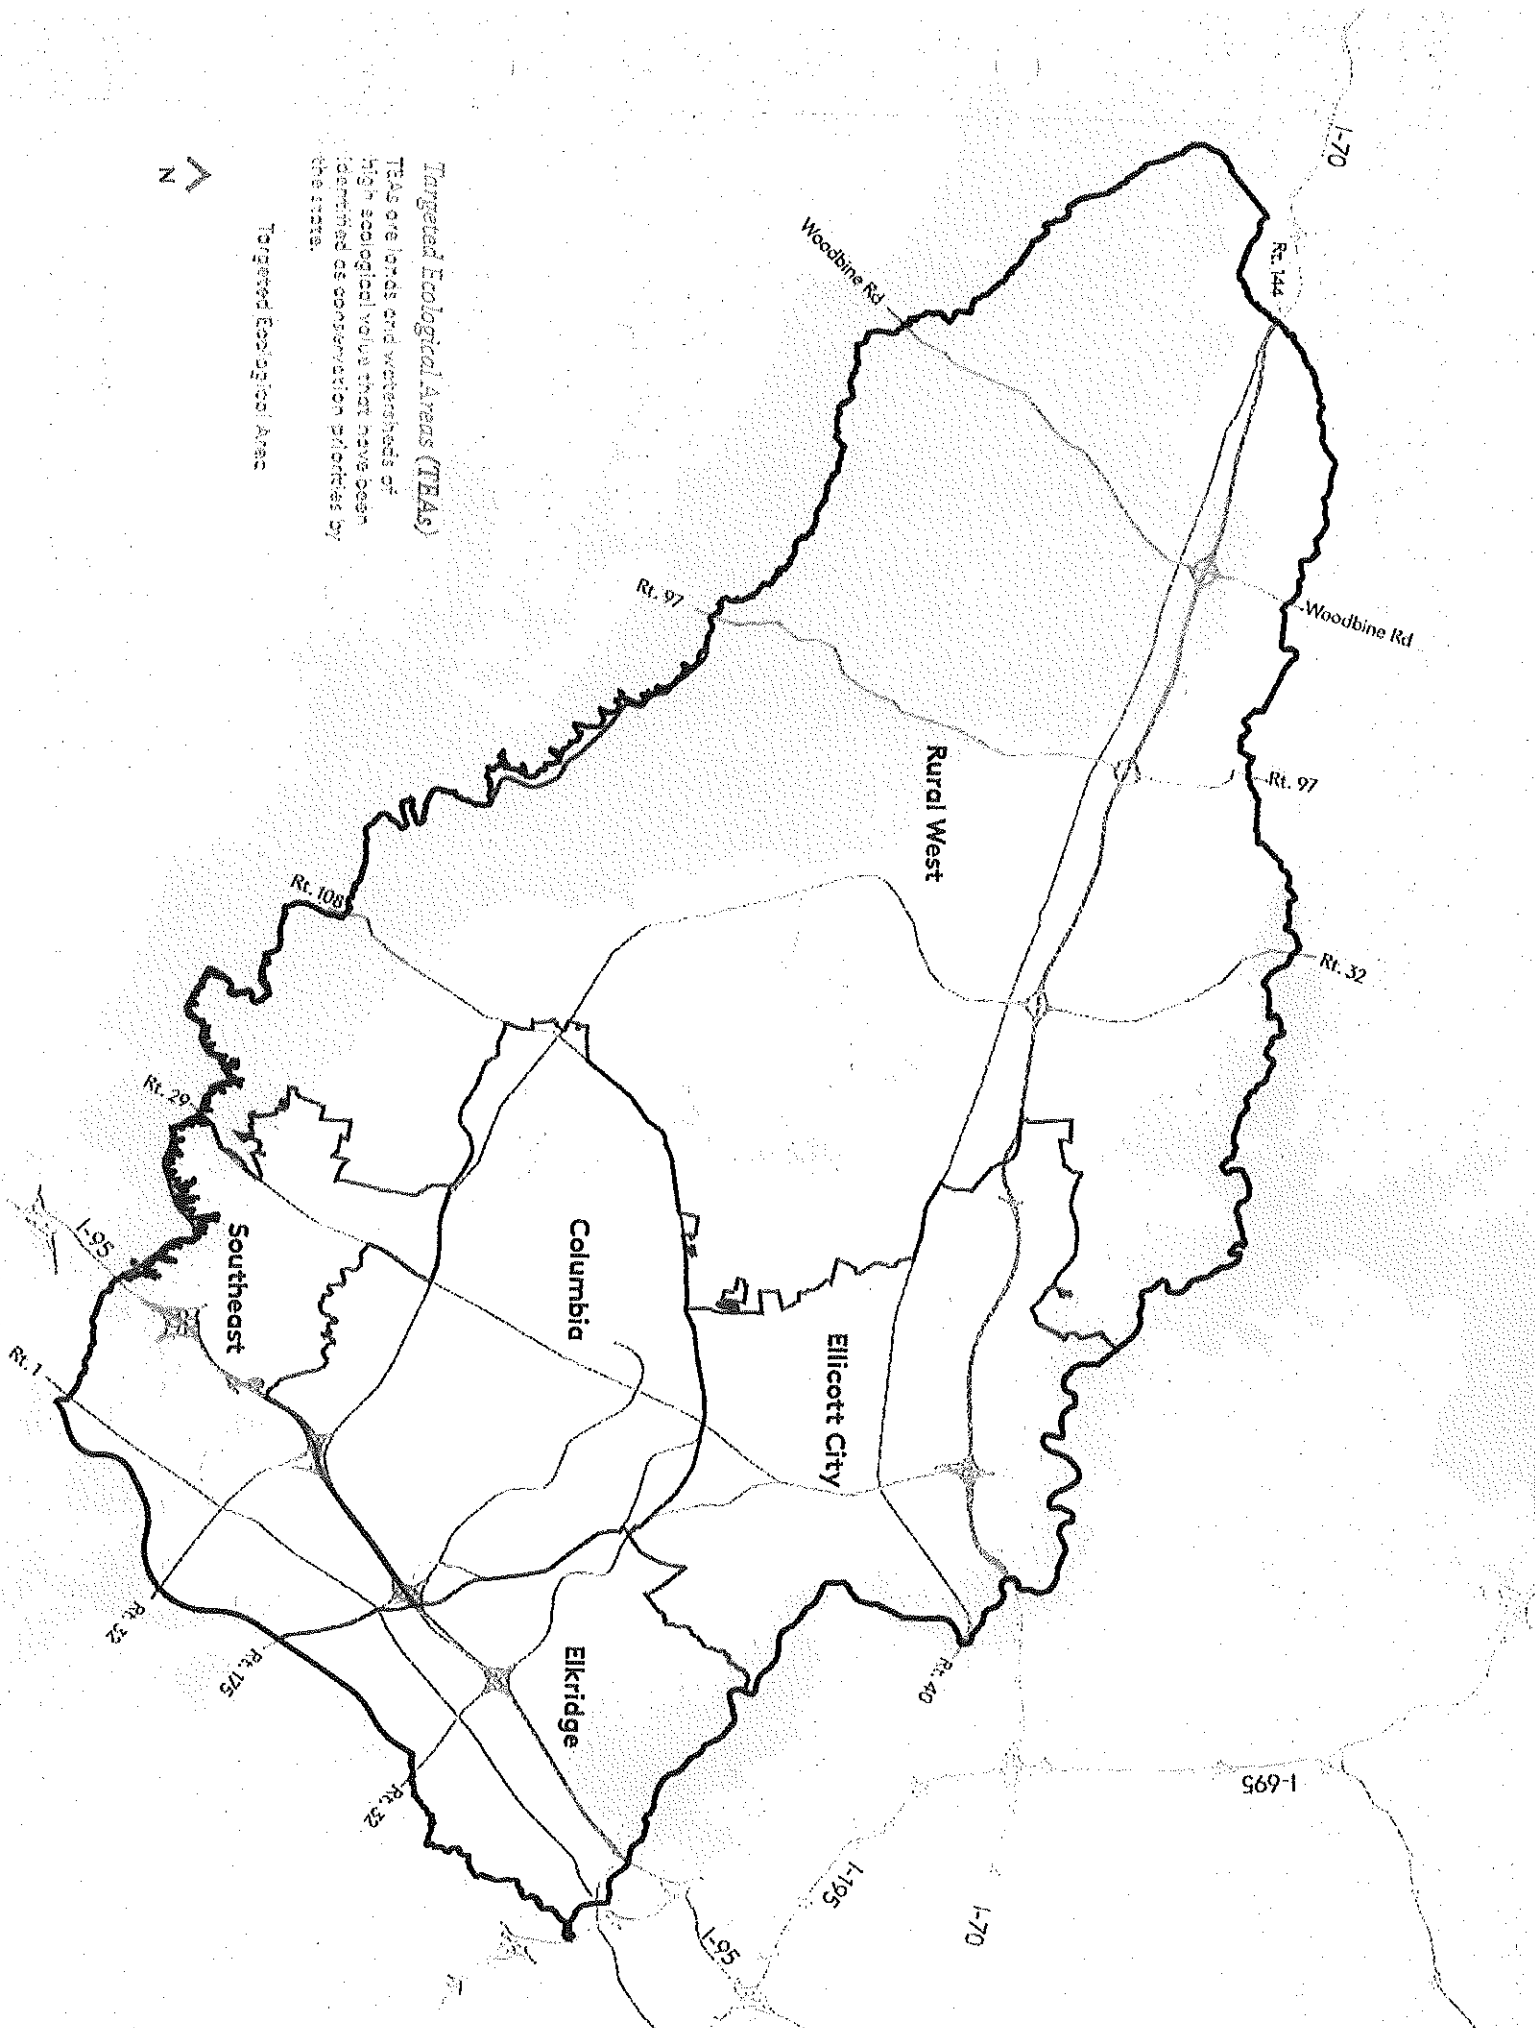 Targeted Ecological Areas (TEAs)
TEAs are lands and watersheds of
high ecological value that have been
identified as conservation priorities by
the state.
Targeted Ecological Area
N
I-70
Rt. 144
Woodbine Rd
Woodbine Rd
Rt. 97
Rt. 97
Rural West
Rt. 32
Rt. 108
Rt. 29
I-95
Southeast
Columbia
Ellicott City
Rt. 1
Rt. 32
Rt. 175
Elkridge
Rt. 32
Rt. 40
I-695
I-195
I-70
I-95